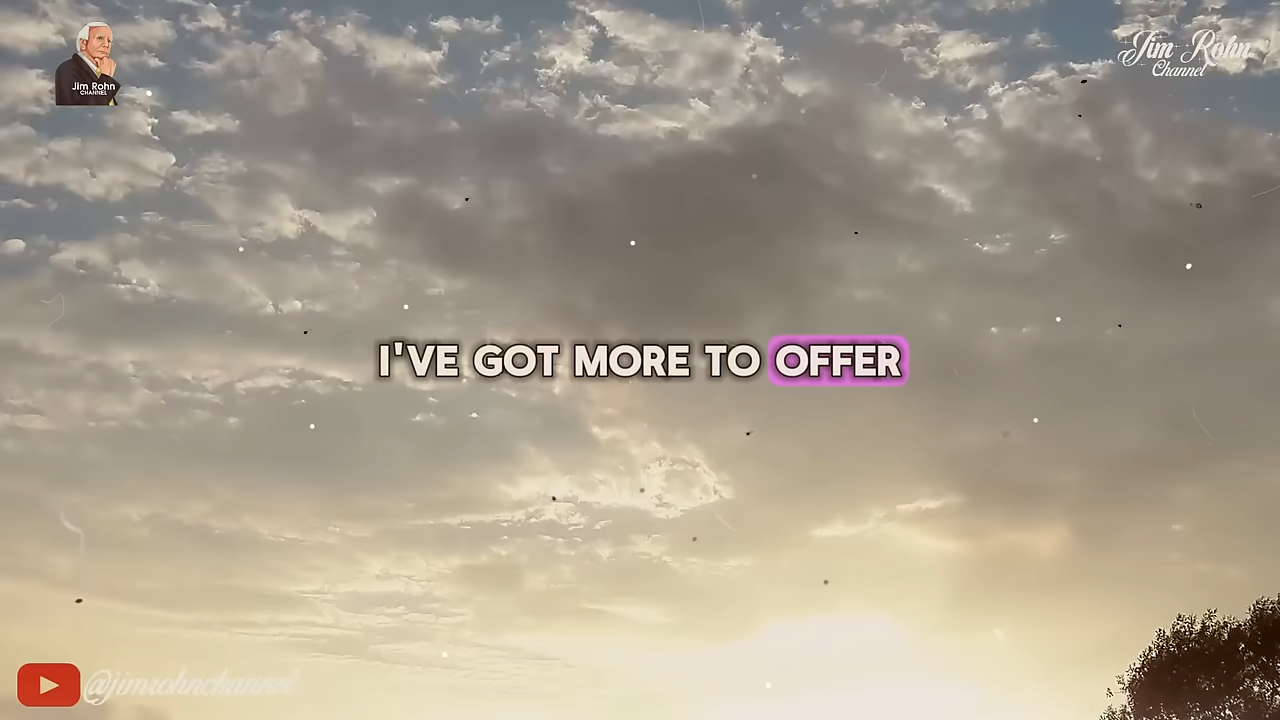 Jim Rohn
CHANNEL
Jim Rohn
Channel
I'VE GOT MORE TO OFFER
@jimrohnchannel